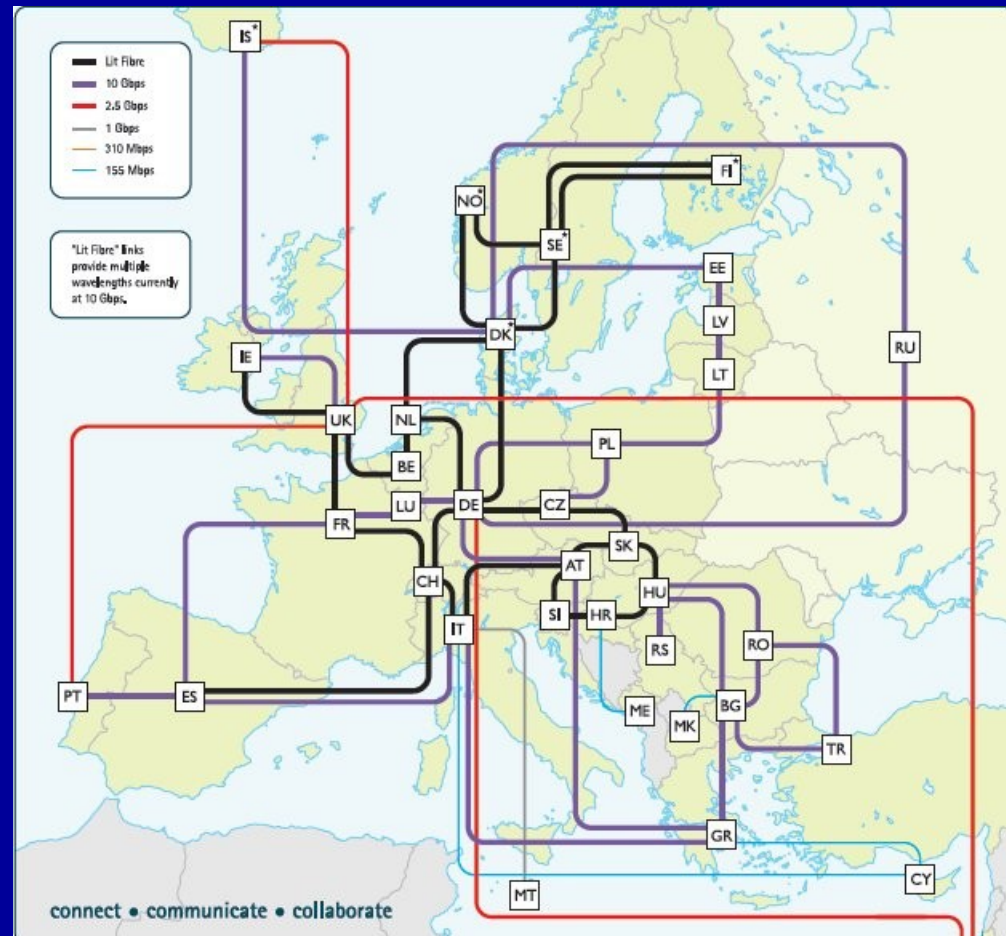 IS*
Lit Fibre
10 Gbps
2.5 Gbps
1 Gbps
310 Mbps
155 Mbps
"Lit Fibre" links
provide multiple
wavelengths currently
at 10 Gbps.
FI*
NO*
SE*
EE
LV
DK*
RU
IE
LT
UK
NL
PL
BE
LU
DE
CZ
FR
SK
AT
CH
HU
SI
HR
IT
RO
RS
PT
ES
ME
MK
BG
TR
GR
CY
MT
connect • communicate • collaborate